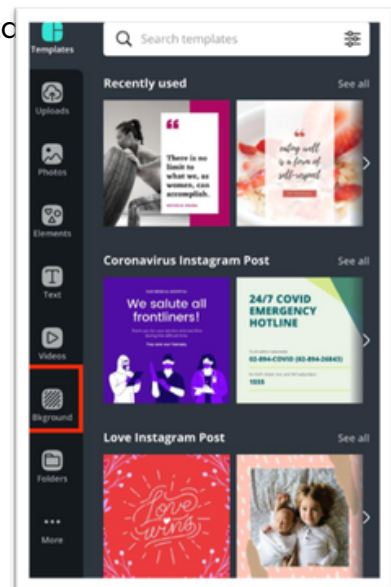 Templates
Uploads
Photos
Elements
Text
Videos
Bkground
Folders
More
Search templates
Recently used See all
There is no
limit to
what we, as
women, can
accomplish.
eating well
is a form of
self-respect
Coronavirus Instagram Post See all
We salute all
frontliners!
24/7 COVID
EMERGENCY
HOTLINE
02-894-COVID (02-894-26843)
1555
Love Instagram Post See all
Love
wins